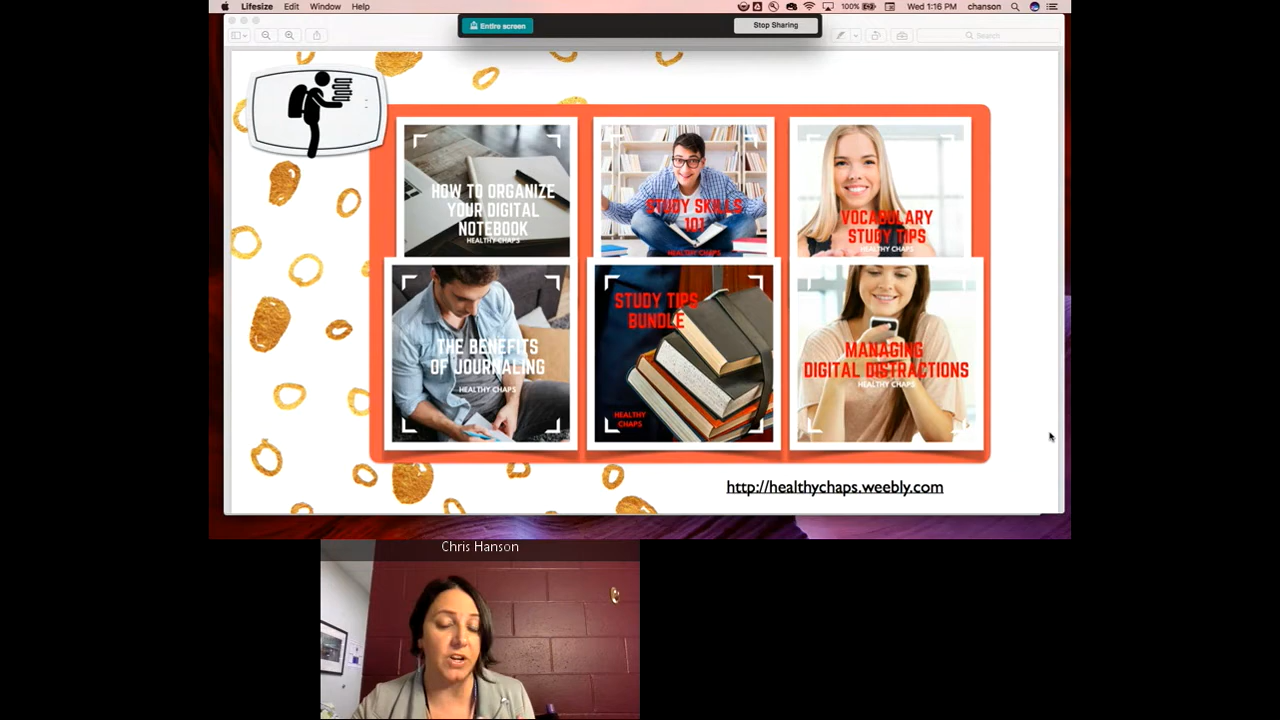 Lifesize Edit Window Help 100% Wed 1:16 PM chanson
Entire screen
Stop Sharing
Search
HOW TO ORGANIZE
YOUR DIGITAL
NOTEBOOK
HEALTHY CHAPS
STUDY SKILLS
101
HEALTHY CHAPS
VOCABULARY
STUDY TIPS
HEALTHY CHAPS
THE BENEFITS
OF JOURNALING
HEALTHY CHAPS
STUDY TIPS
BUNDLE
HEALTHY
CHAPS
MANAGING
DIGITAL DISTRACTIONS
HEALTHY CHAPS
http://healthychaps.weebly.com
Chris Hanson